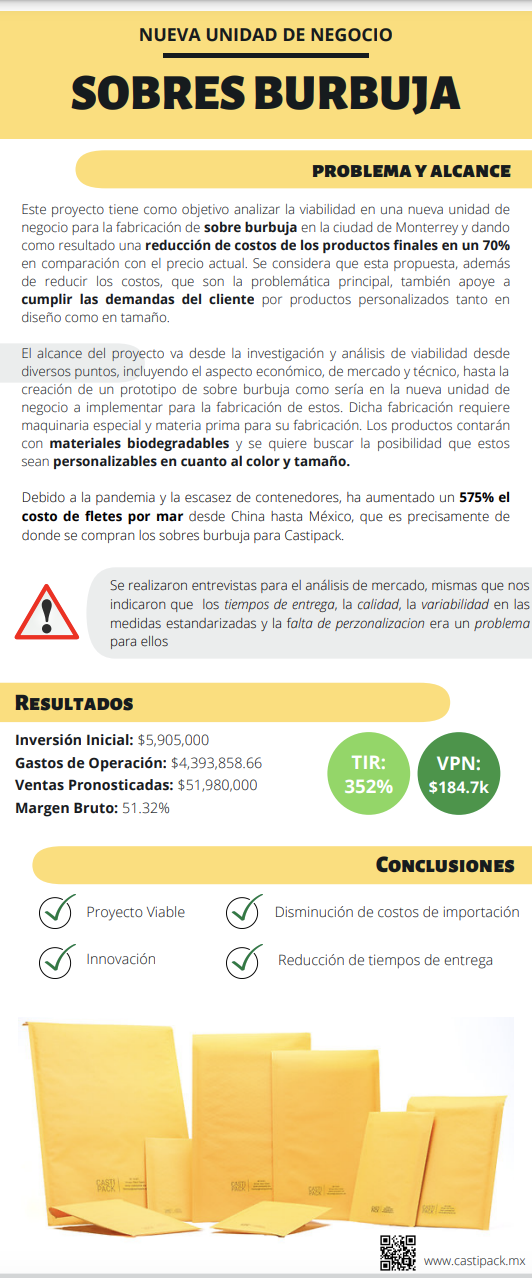 NUEVA UNIDAD DE NEGOCIO
SOBRES BURBUJA
PROBLEMA Y ALCANCE
Este proyecto tiene como objetivo analizar la viabilidad en una nueva unidad de
negocio para la fabricación de sobre burbuja en la ciudad de Monterrey y dando
como resultado una reducción de costos de los productos finales en un 70%
en comparación con el precio actual. Se considera que esta propuesta, además
de reducir los costos, que son la problemática principal, también apoye a
cumplir las demandas del cliente por productos personalizados tanto en
diseño como en tamaño.
El alcance del proyecto va desde la investigación y análisis de viabilidad desde
diversos puntos, incluyendo el aspecto económico, de mercado y técnico, hasta la
creación de un prototipo de sobre burbuja como sería en la nueva unidad de
negocio a implementar para la fabricación de estos. Dicha fabricación requiere
maquinaria especial y materia prima para su fabricación. Los productos contarán
con materiales biodegradables y se quiere buscar la posibilidad que estos
sean personalizables en cuanto al color y tamaño.
Debido a la pandemia y la escasez de contenedores, ha aumentado un 575% el
costo de fletes por mar desde China hasta México, que es precisamente de
donde se compran los sobres burbuja para Castipack.
Se realizaron entrevistas para el análisis de mercado, mismas que nos
indicaron que los tiempos de entrega, la calidad, la variabilidad en las
medidas estandarizadas y la falta de perzonalizacion era un problema
para ellos
RESULTADOS
Inversión Inicial: $5,905,000
Gastos de Operación: $4,393,858.66
Ventas Pronosticadas: $51,980,000
Margen Bruto: 51.32%
TIR:
352%
VPN:
$184.7k
CONCLUSIONES
Proyecto Viable
Disminución de costos de importación
Innovación
Reducción de tiempos de entrega
CASTI
PACK
www.castipack.mx